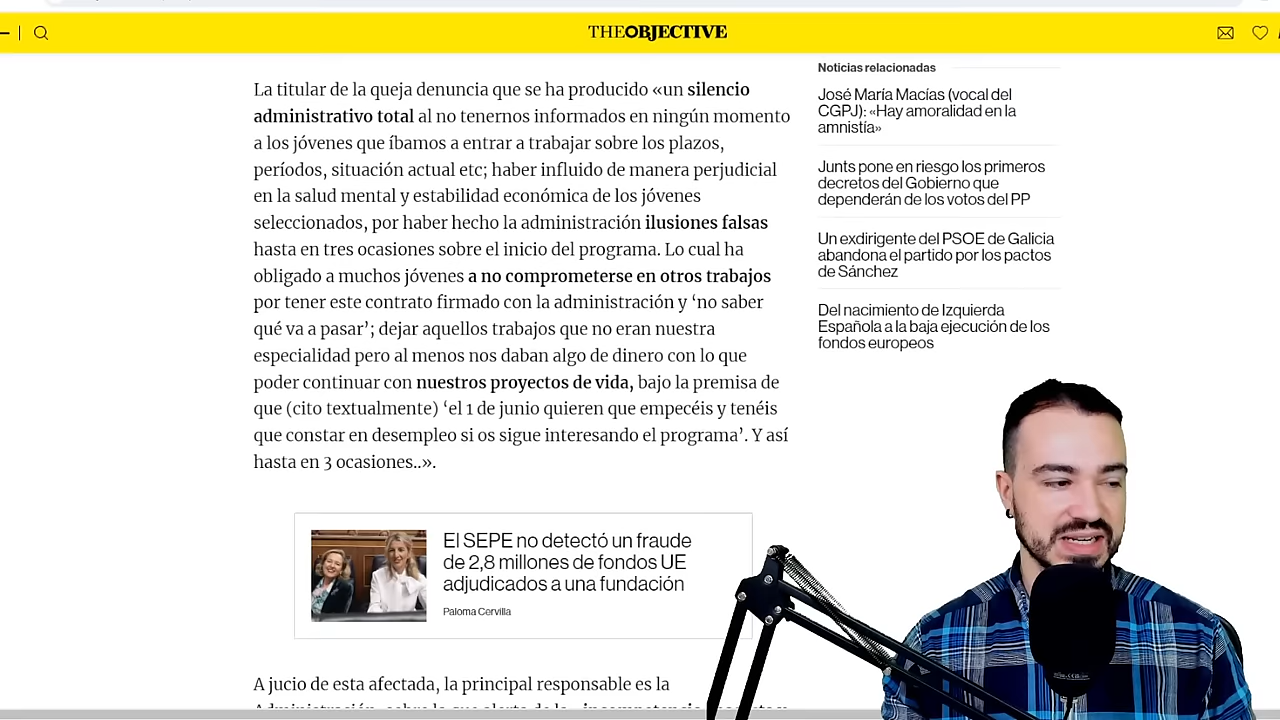 THEOBJECTIVE
La titular de la queja denuncia que se ha producido «un silencio
administrativo total al no tenernos informados en ningún momento
a los jóvenes que íbamos a entrar a trabajar sobre los plazos,
períodos, situación actual etc; haber influido de manera perjudicial
en la salud mental y estabilidad económica de los jóvenes
seleccionados, por haber hecho la administración ilusiones falsas
hasta en tres ocasiones sobre el inicio del programa. Lo cual ha
obligado a muchos jóvenes a no comprometerse en otros trabajos
por tener este contrato firmado con la administración y ‘no saber
qué va a pasar’; dejar aquellos trabajos que no eran nuestra
especialidad pero al menos nos daban algo de dinero con lo que
poder continuar con nuestros proyectos de vida, bajo la premisa de
que (cito textualmente) ‘el 1 de junio quieren que empecéis y tenéis
que constar en desempleo si os sigue interesando el programa’. Y así
hasta en 3 ocasiones..».
El SEPE no detectó un fraude
de 2,8 millones de fondos UE
adjudicados a una fundación
Paloma Cervilla
A jucio de esta afectada, la principal responsable es la
Noticias relacionadas
José María Macías (vocal del
CGPJ): «Hay amoralidad en la
amnistía»
Junts pone en riesgo los primeros
decretos del Gobierno que
dependerán de los votos del PP
Un exdirigente del PSOE de Galicia
abandona el partido por los pactos
de Sánchez
Del nacimiento de Izquierda
Española a la baja ejecución de los
fondos europeos